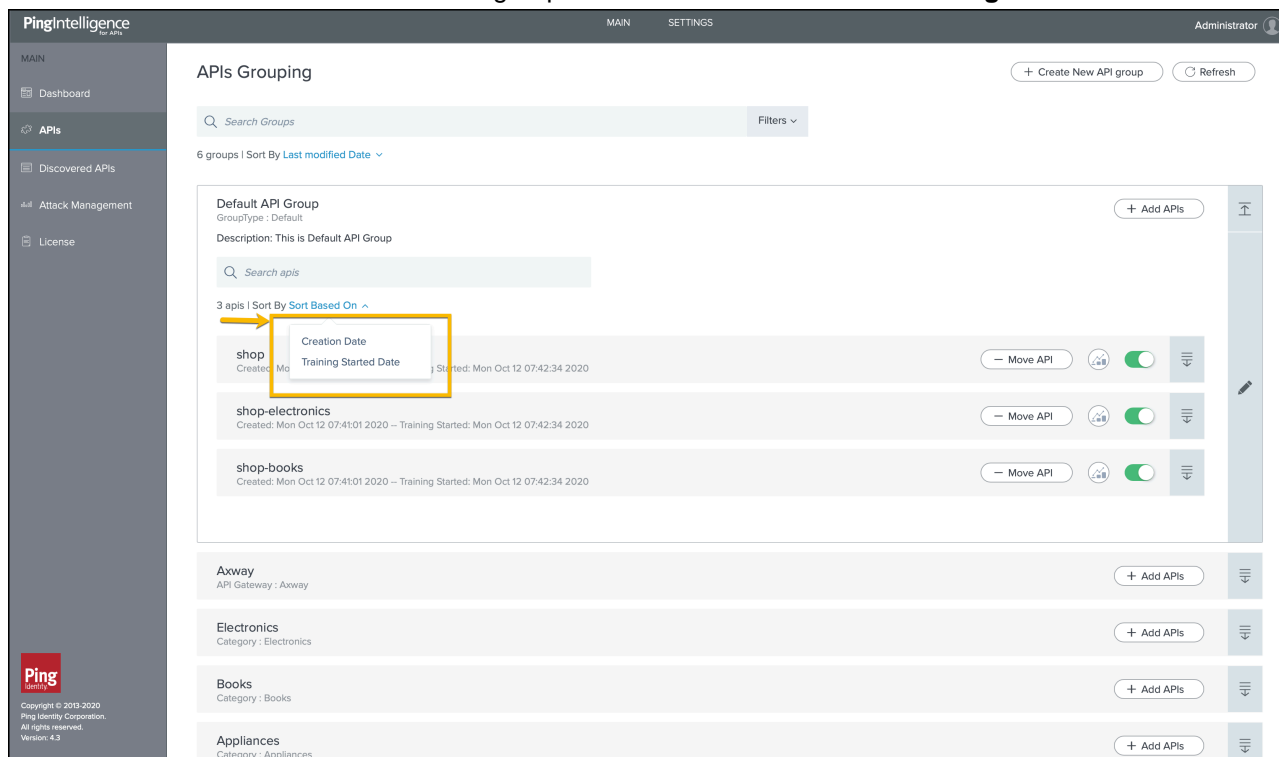 PingIntelligence
for APIs
MAIN
SETTINGS
Administrator
MAIN
Dashboard
APIs
Discovered APIs
Attack Management
License
APIs Grouping
+ Create New API group
Refresh
Search Groups
Filters
6 groups | Sort By Last modified Date
Default API Group
GroupType : Default
+ Add APIs
Description: This is Default API Group
Search apis
3 apis | Sort By Sort Based On
Creation Date
Training Started Date
shop
Created: Mo Started: Mon Oct 12 07:42:34 2020
— Move API
shop-electronics
Created: Mon Oct 12 07:41:01 2020 – Training Started: Mon Oct 12 07:42:34 2020
— Move API
shop-books
Created: Mon Oct 12 07:41:01 2020 – Training Started: Mon Oct 12 07:42:34 2020
— Move API
Axway
API Gateway : Axway
+ Add APIs
Electronics
Category : Electronics
+ Add APIs
Books
Category : Books
+ Add APIs
Appliances
Category : Appliances
+ Add APIs
Ping
Identity
Copyright © 2013-2020
Ping Identity Corporation.
All rights reserved.
Version: 4.3